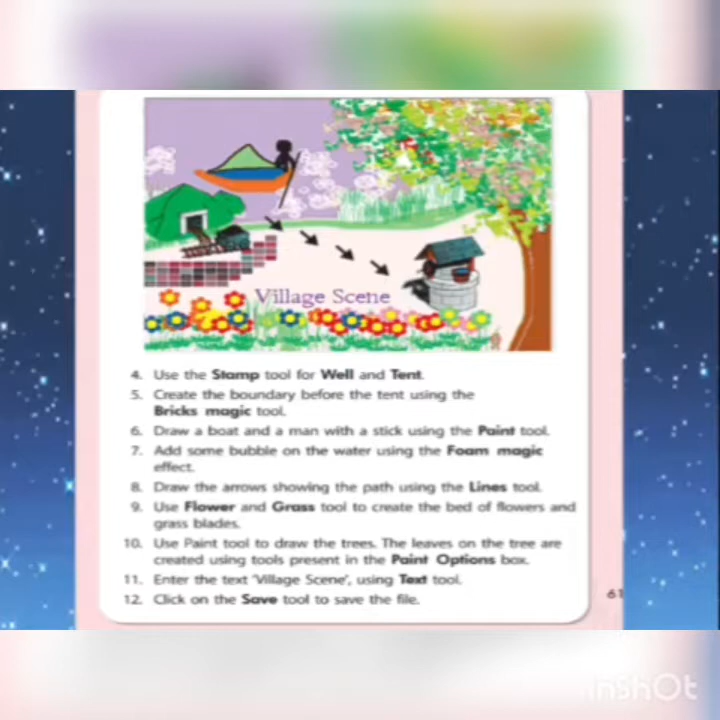 Village Scene
4. Use the Stamp tool for Well and Tent.
5. Create the boundary before the tent using the
Bricks magic tool.
6. Draw a boat and a man with a stick using the Paint tool.
7. Add some bubble on the water using the Foam magic
effect.
8. Draw the arrows showing the path using the Lines tool.
9. Use Flower and Grass tool to create the bed of flowers and
grass blades.
10. Use Paint tool to draw the trees. The leaves on the tree are
created using tools present in the Paint Options box.
11. Enter the text 'Village Scene', using Text tool.
12. Click on the Save tool to save the file.
61
InshOt